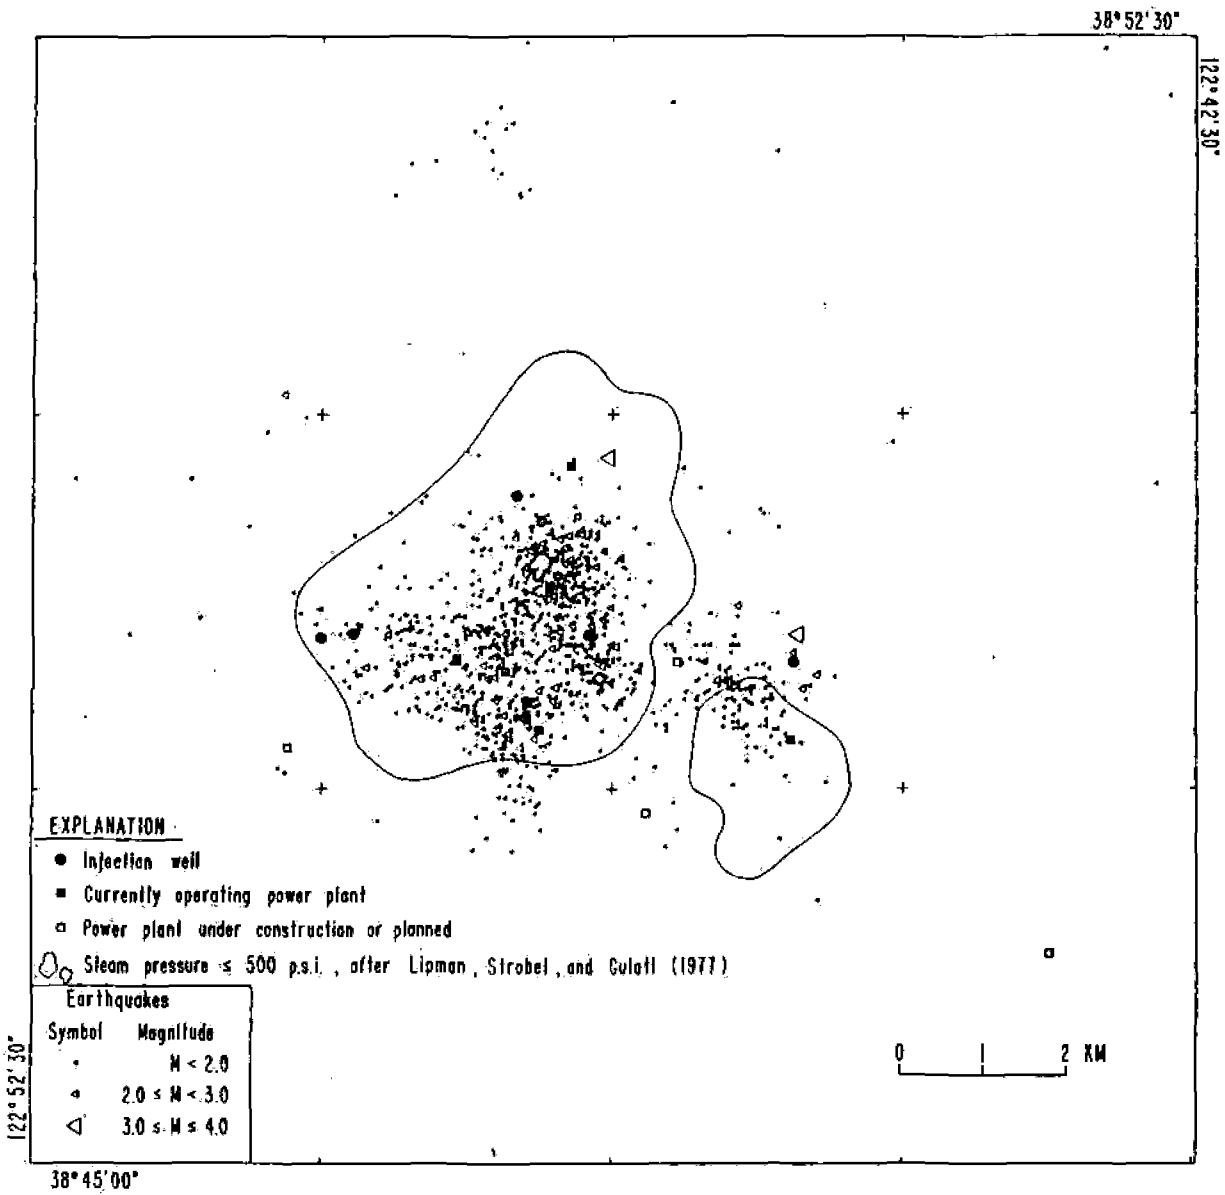 38°52'30"
122°42'30"
EXPLANATION
Injection well
Currently operating power plant
Power plant under construction or planned
Steam pressure ≤ 500 p.s.i., after Lipman, Strobel, and Gulati (1977)
Earthquakes
Symbol Magnitude
M < 2.0
2.0 ≤ M < 3.0
3.0 ≤ M ≤ 4.0
0 2 KM
122°52'30"
38°45'00"